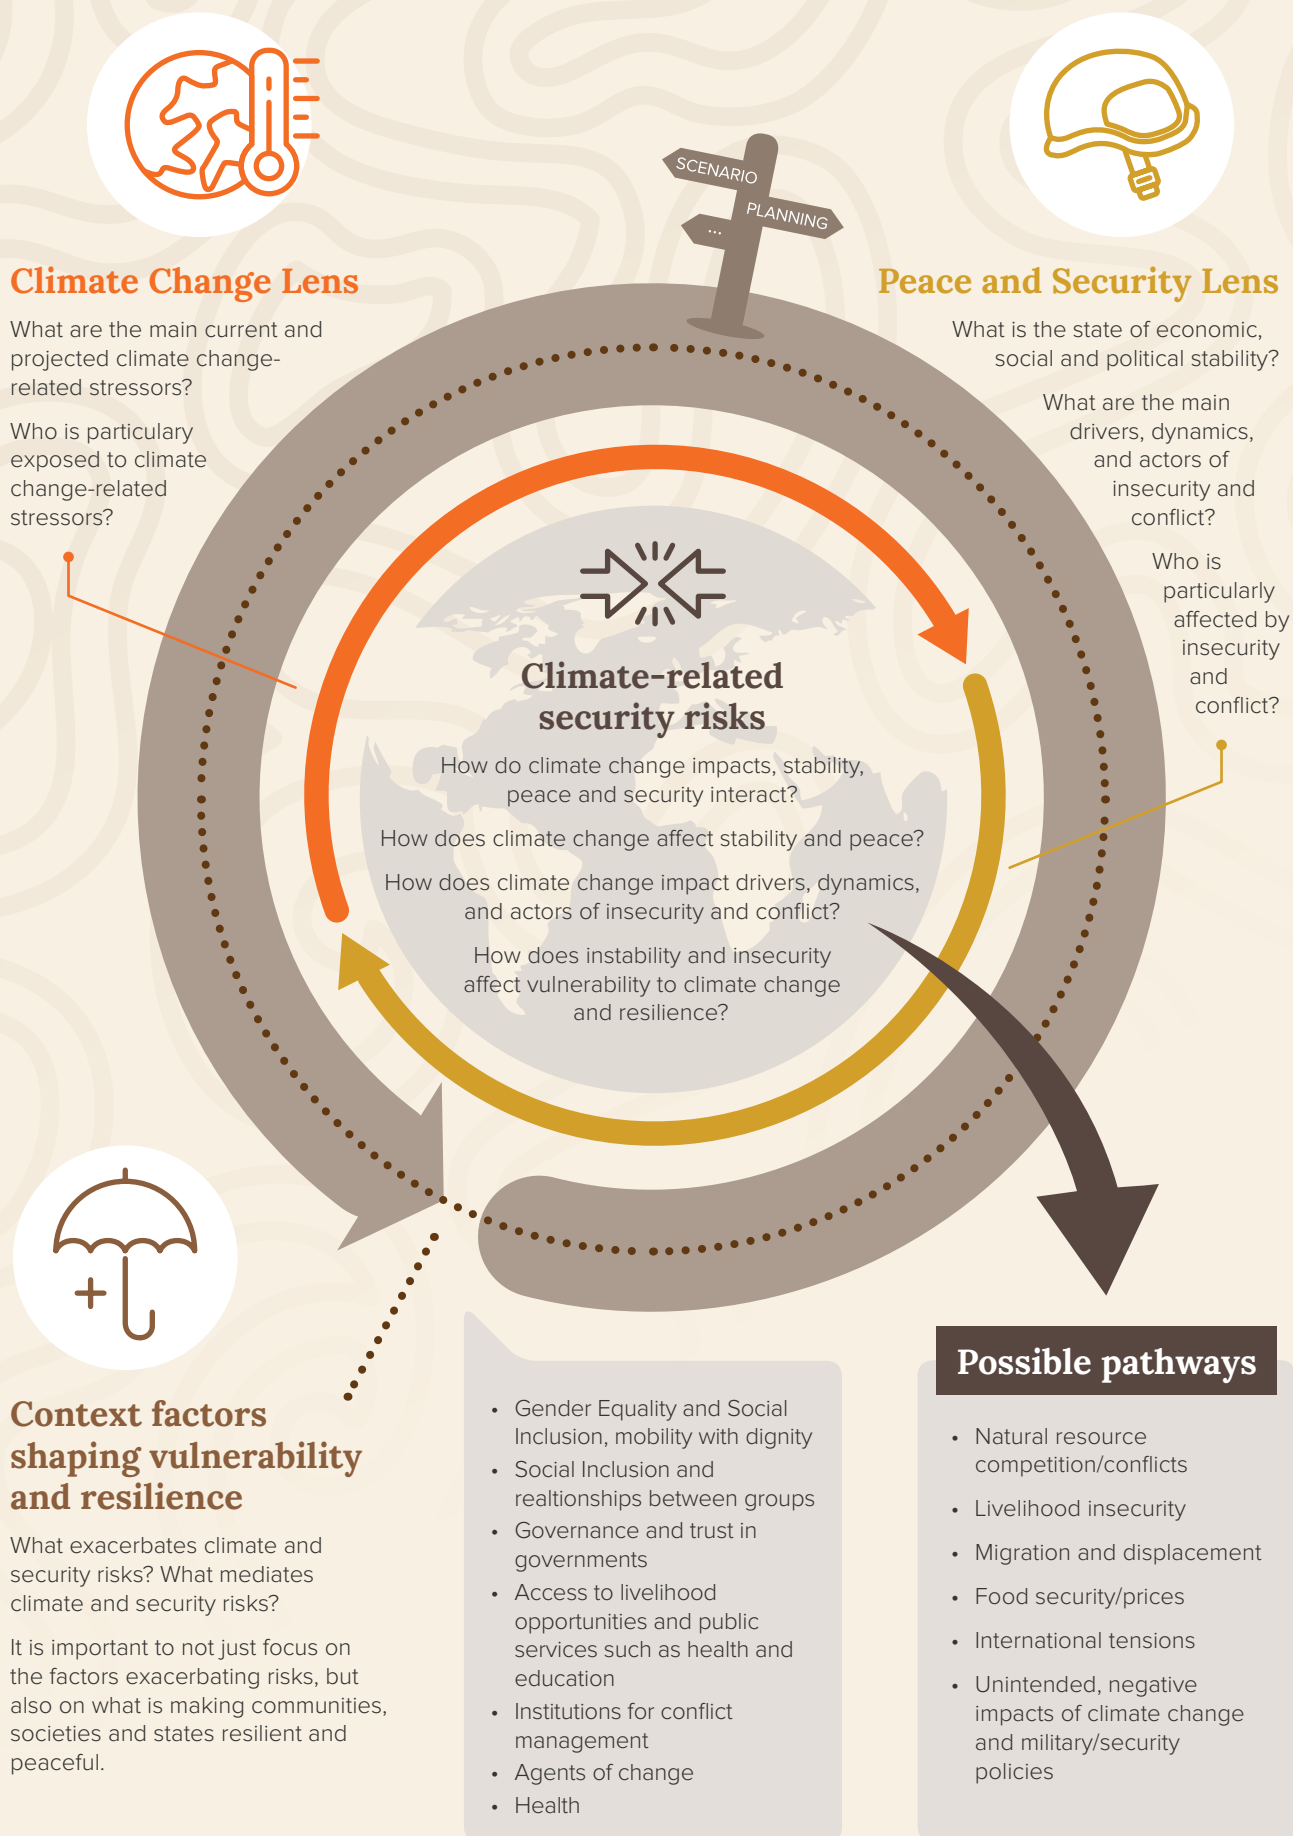 SCENARIO
PLANNING
...
Climate Change Lens
What are the main current and
projected climate change-
related stressors?
Who is particulary
exposed to climate
change-related
stressors?
Peace and Security Lens
What is the state of economic,
social and political stability?
What are the main
drivers, dynamics,
and actors of
insecurity and
conflict?
Who is
particularly
affected by
insecurity
and
conflict?
Climate-related
security risks
How do climate change impacts, stability,
peace and security interact?
How does climate change affect stability and peace?
How does climate change impact drivers, dynamics,
and actors of insecurity and conflict?
How does instability and insecurity
affect vulnerability to climate change
and resilience?
Context factors
shaping vulnerability
and resilience
What exacerbates climate and
security risks? What mediates
climate and security risks?
It is important to not just focus on
the factors exacerbating risks, but
also on what is making communities,
societies and states resilient and
peaceful.
• Gender Equality and Social
Inclusion, mobility with dignity
• Social Inclusion and
realtionships between groups
• Governance and trust in
governments
• Access to livelihood
opportunities and public
services such as health and
education
• Institutions for conflict
management
• Agents of change
• Health
Possible pathways
• Natural resource
competition/conflicts
• Livelihood insecurity
• Migration and displacement
• Food security/prices
• International tensions
• Unintended, negative
impacts of climate change
and military/security
policies